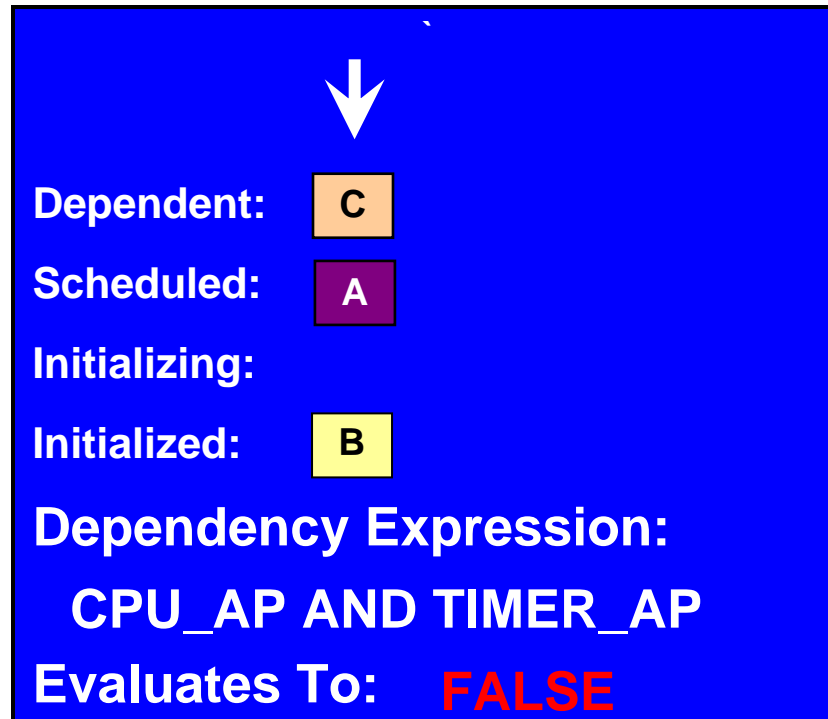 `
Dependent: C
Scheduled: A
Initializing:
Initialized: B
Dependency Expression:
CPU_AP AND TIMER_AP
Evaluates To: FALSE